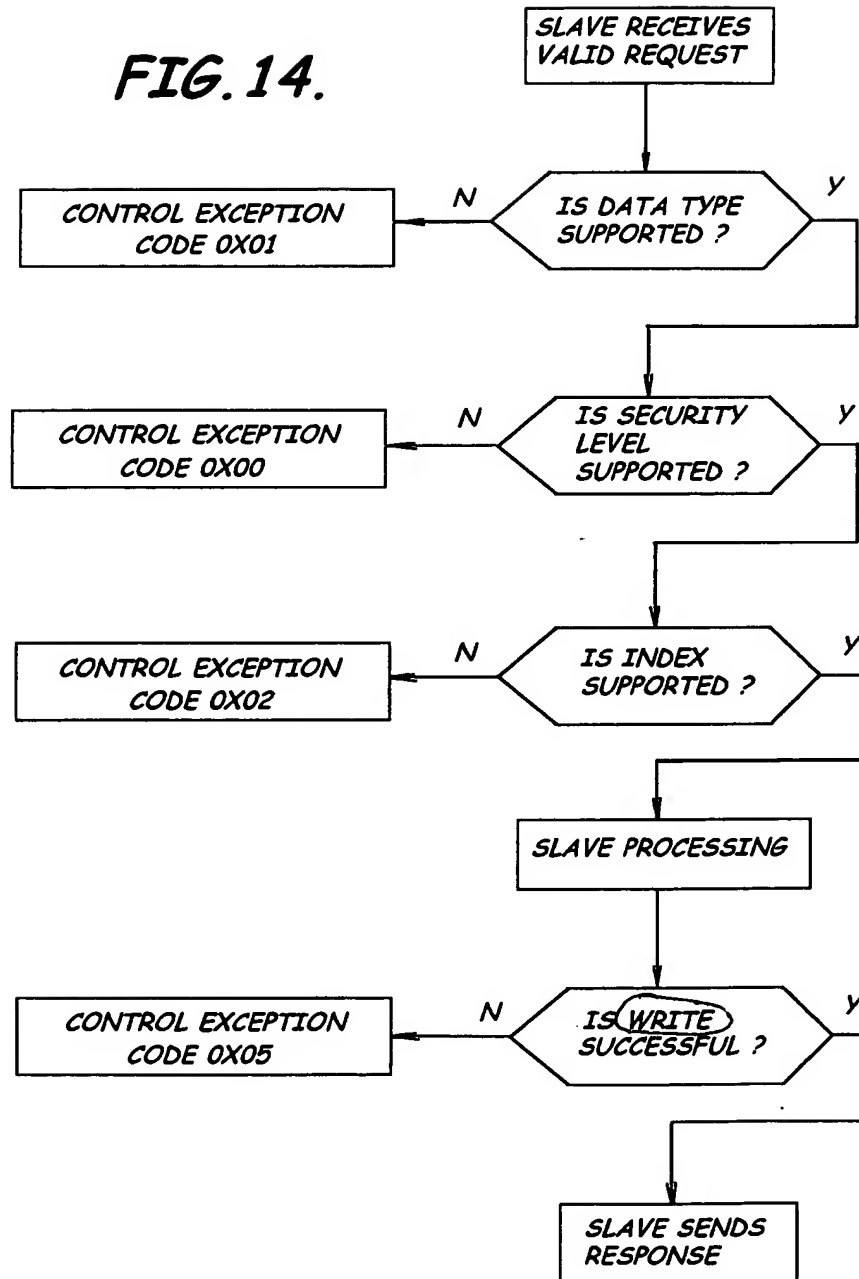 FIG. 14.
SLAVE RECEIVES
VALID REQUEST
IS DATA TYPE
SUPPORTED ?
N
Y
CONTROL EXCEPTION
CODE 0X01
IS SECURITY
LEVEL
SUPPORTED ?
N
Y
CONTROL EXCEPTION
CODE 0X00
IS INDEX
SUPPORTED ?
N
Y
CONTROL EXCEPTION
CODE 0X02
SLAVE PROCESSING
IS WRITE
SUCCESSFUL ?
N
Y
CONTROL EXCEPTION
CODE 0X05
SLAVE SENDS
RESPONSE